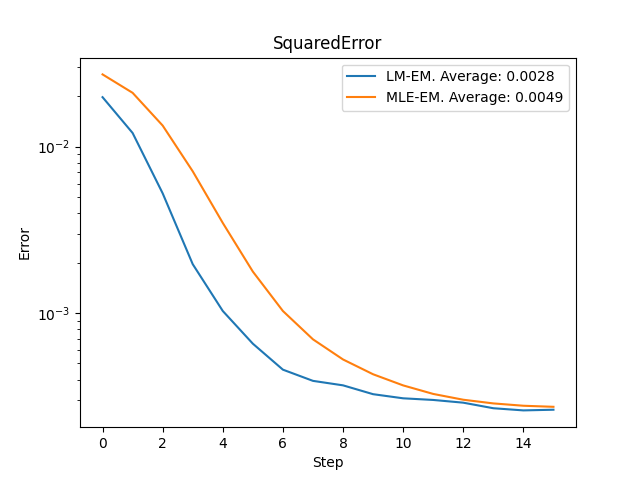 SquaredError
LM-EM. Average: 0.0028
MLE-EM. Average: 0.0049
10⁻²
10⁻³
Error
0 2 4 6 8 10 12 14
Step